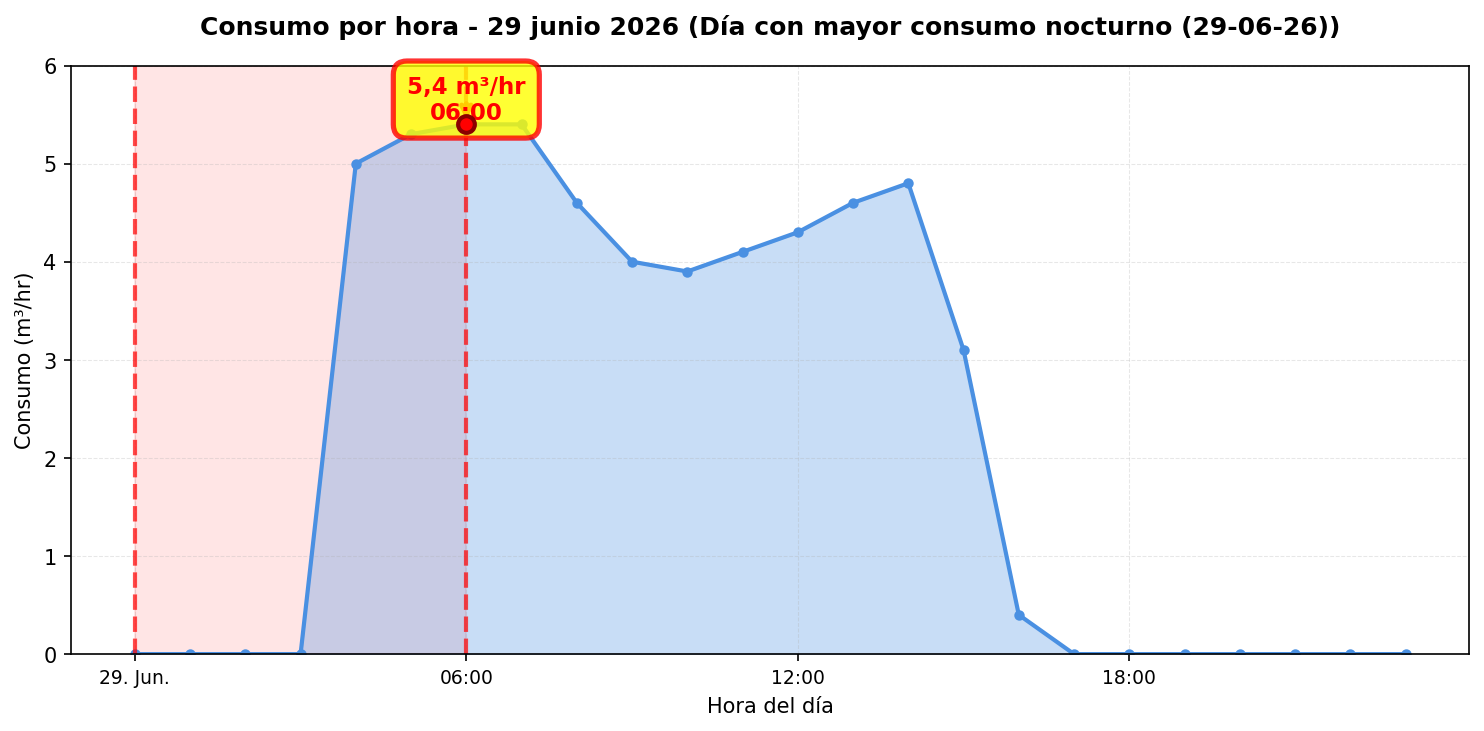 Consumo por hora - 29 junio 2026 (Día con mayor consumo nocturno (29-06-26))
5,4 m³/hr
06:00
6
5
4
3
2
1
0
Consumo (m³/hr)
29. Jun.
06:00
12:00
18:00
Hora del día